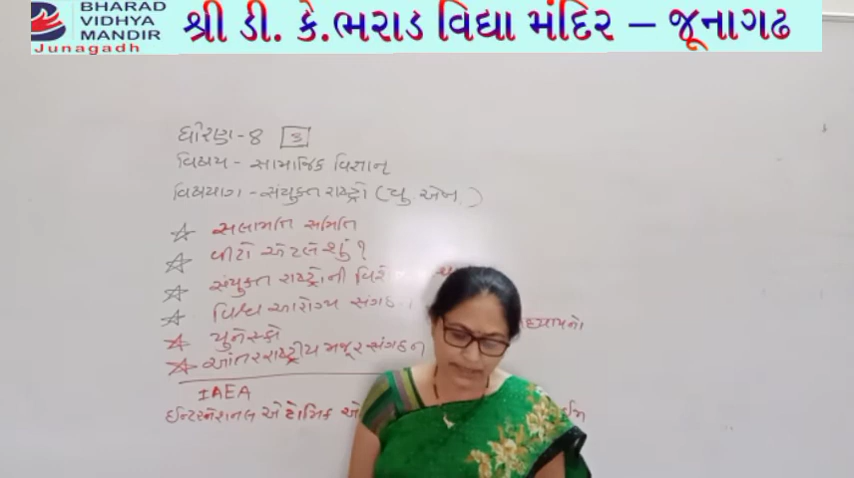 BHARAD
VIDHYA
MANDIR
Junagadh
શ્રી ડી. કે.ભરાડ વિદ્યા મંદિર – જૂનાગઢ
ધોરણ-8 3
વિષય - સામાજિક વિજ્ઞાન
વિષયાંગ - સંયુક્ત રાષ્ટ્રો (યુ એન.)
સલામતિ સમિતિ
વીટો એટલે શું?
સંયુક્ત રાષ્ટ્રોની
વિશ્વ આરોગ્ય
યુનેસ્કો
આંતરરાષ્ટ્રીય મજૂર સંગઠન
IAEA
ઈન્ટરનેશનલ એટોમિક